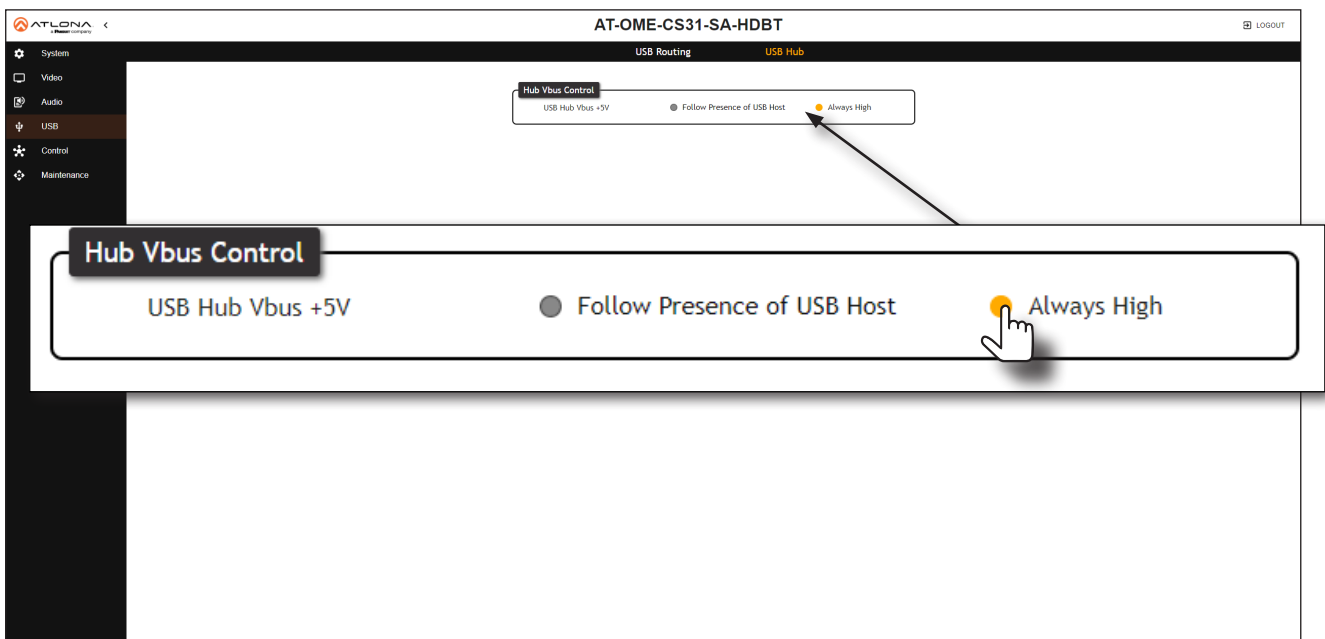 ATLONA
a Panduit company
AT-OME-CS31-SA-HDBT
LOGOUT
System
USB Routing
USB Hub
Video
Audio
USB
Control
Maintenance
Hub Vbus Control
USB Hub Vbus +5V
Follow Presence of USB Host
Always High
Hub Vbus Control
USB Hub Vbus +5V
Follow Presence of USB Host
Always High